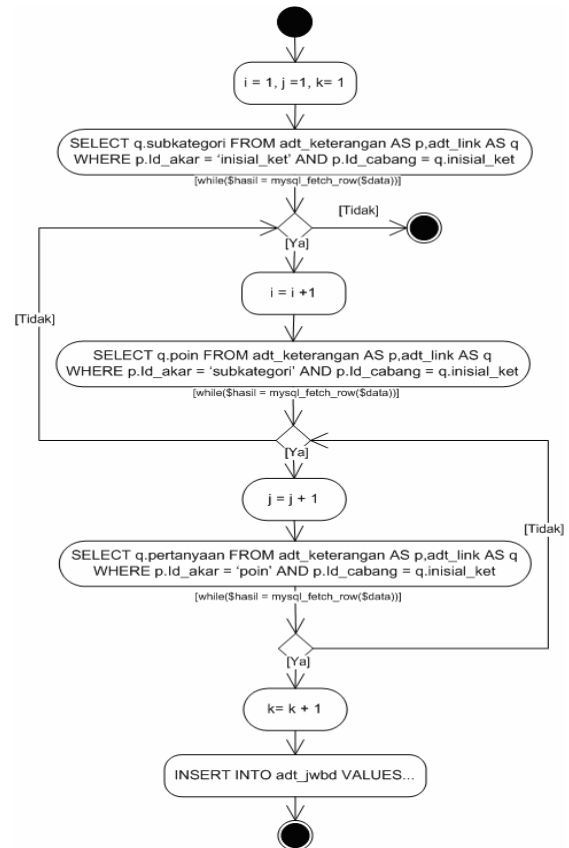 i = 1, j =1, k= 1
SELECT q.subkategori FROM adt_keterangan AS p,adt_link AS q
WHERE p.Id_akar = ‘inisial_ket’ AND p.Id_cabang = q.inisial_ket
[while($hasil = mysql_fetch_row($data))]
[Tidak]
[Ya]
i = i +1
[Tidak]
SELECT q.poin FROM adt_keterangan AS p,adt_link AS q
WHERE p.Id_akar = ‘subkategori’ AND p.Id_cabang = q.inisial_ket
[while($hasil = mysql_fetch_row($data))]
[Ya]
j = j + 1
[Tidak]
SELECT q.pertanyaan FROM adt_keterangan AS p,adt_link AS q
WHERE p.Id_akar = ‘poin’ AND p.Id_cabang = q.inisial_ket
[while($hasil = mysql_fetch_row($data))]
[Ya]
k= k + 1
INSERT INTO adt_jwbd VALUES...